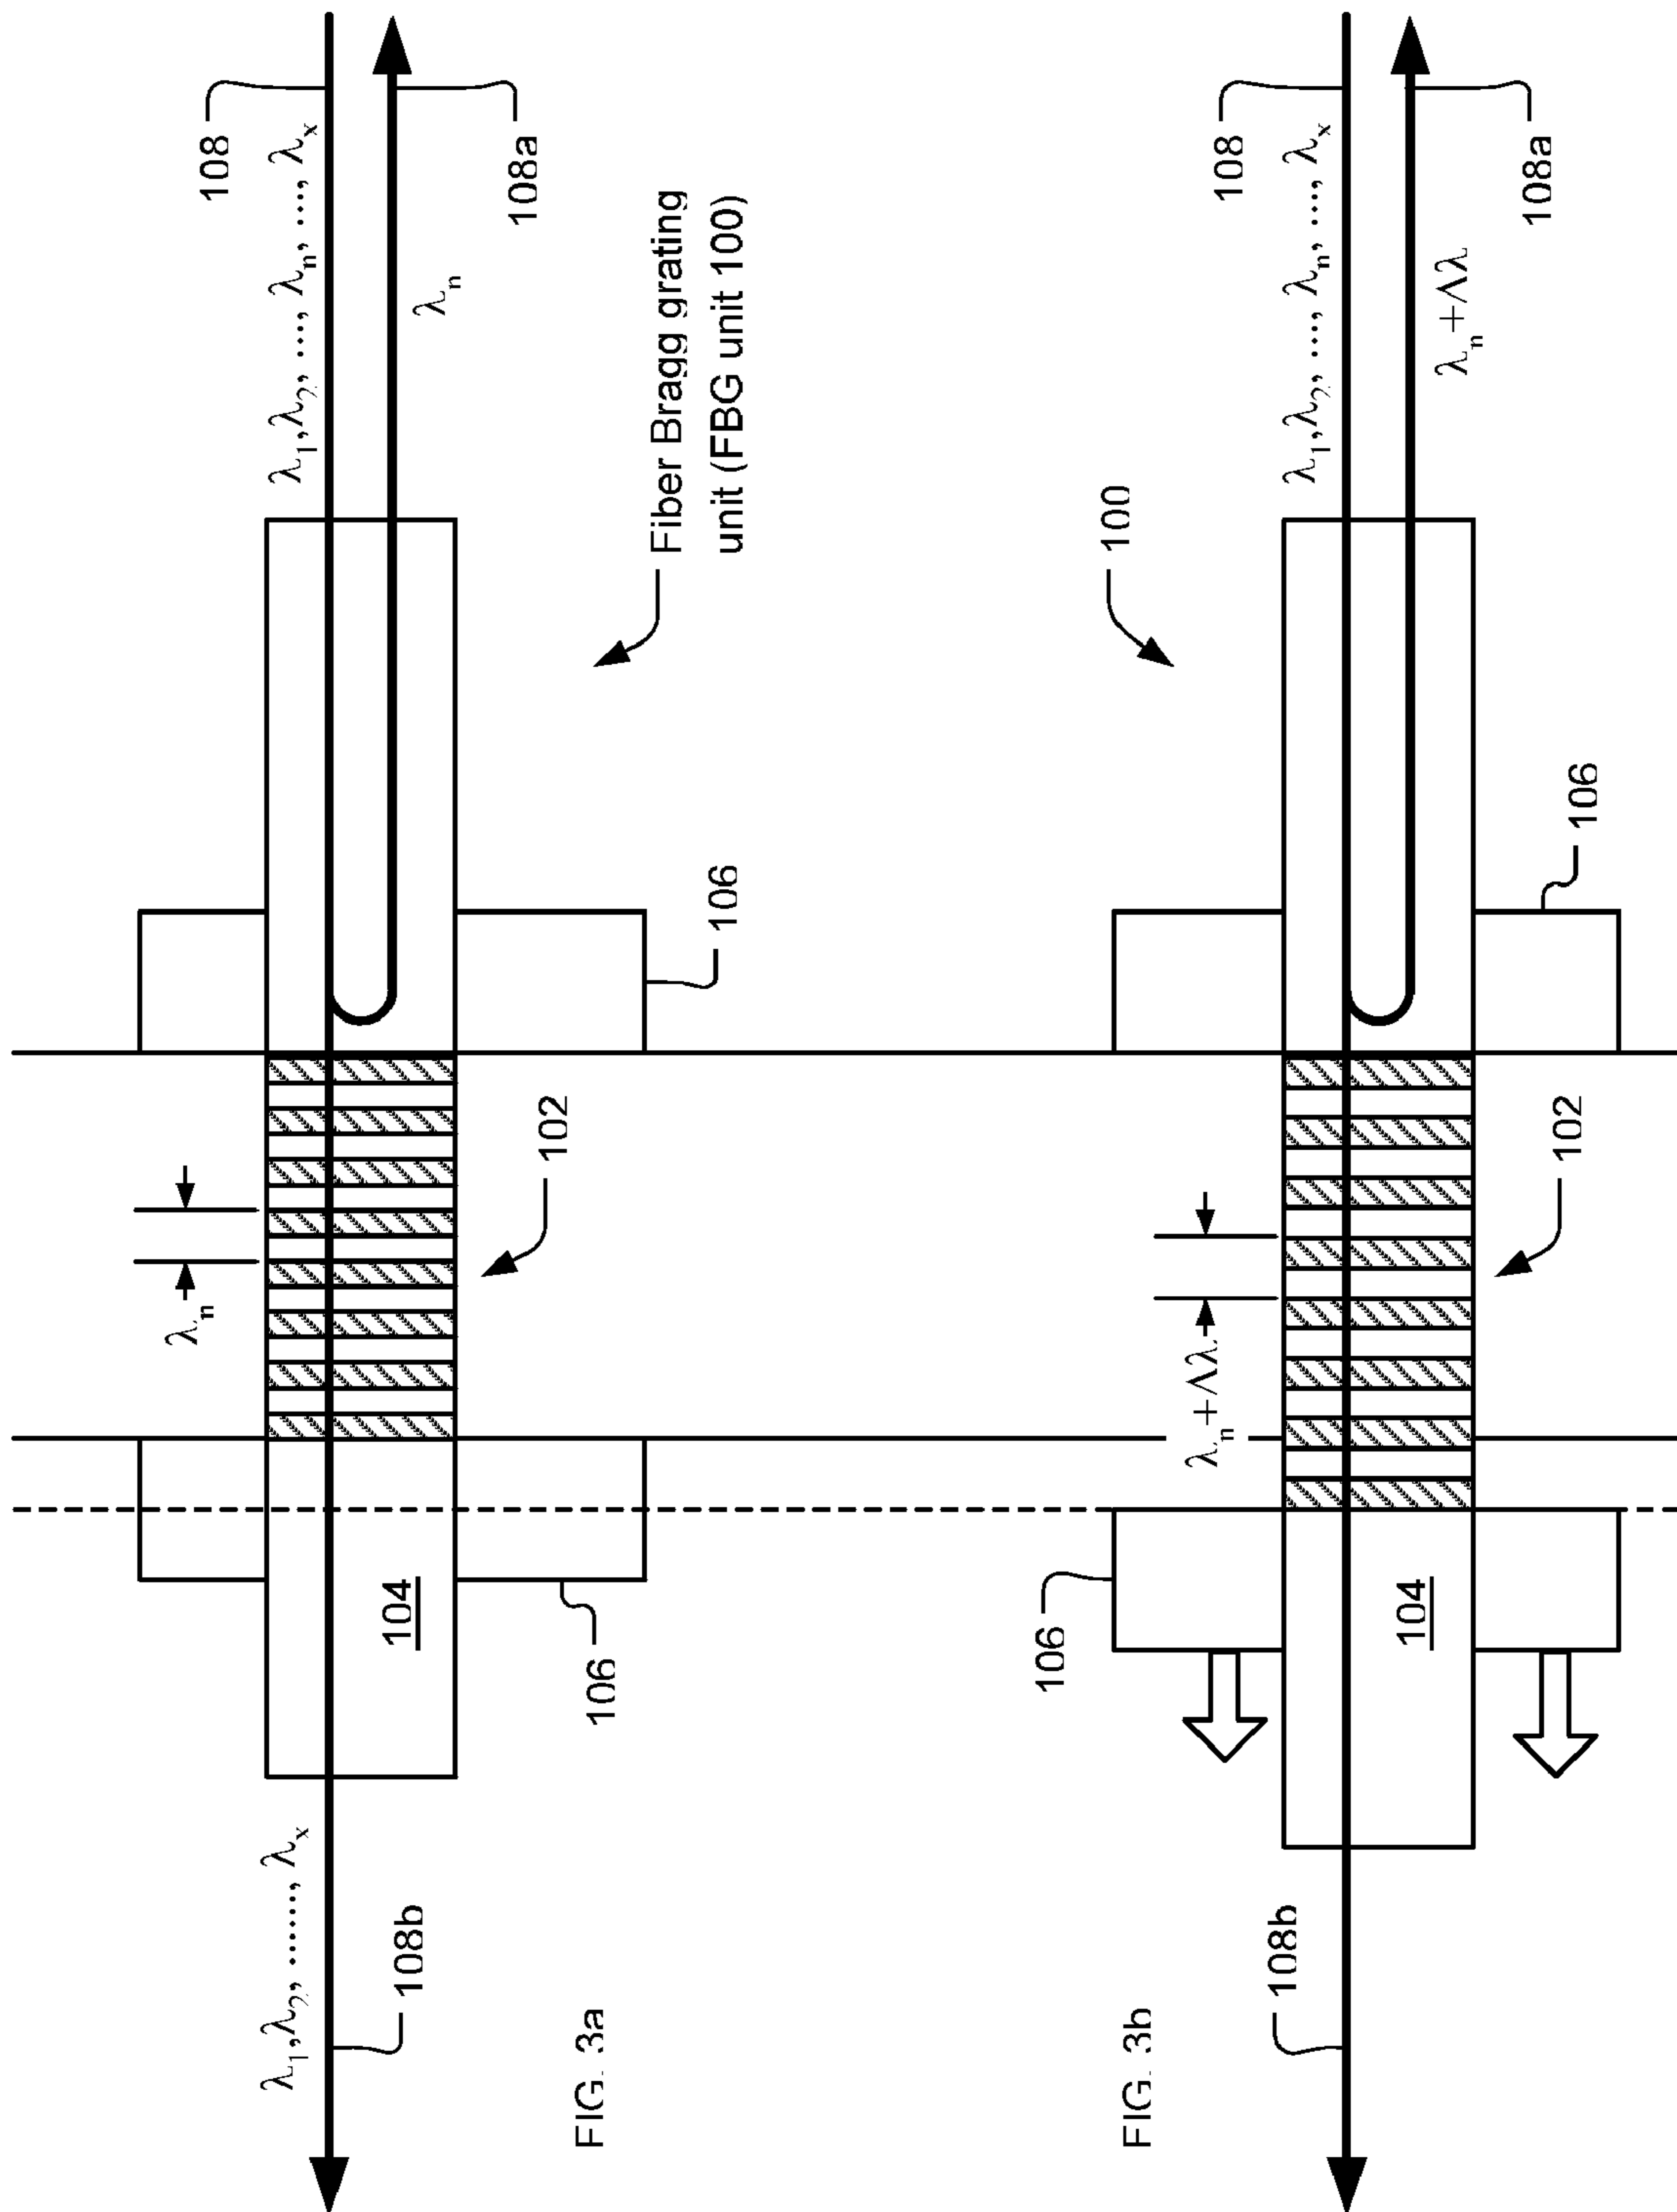 108
λ₁,λ₂, ...., λₙ, ...., λₓ
108a
λₙ
Fiber Bragg grating
unit (FBG unit 100)
106
λₙ
102
104
106
λ₁,λ₂, ......, λₓ
108b
FIG. 3a
108
λ₁,λ₂, ...., λₙ, ...., λₓ
108a
λₙ+Δλ
100
106
λₙ+Δλ
102
104
106
108b
FIG. 3b